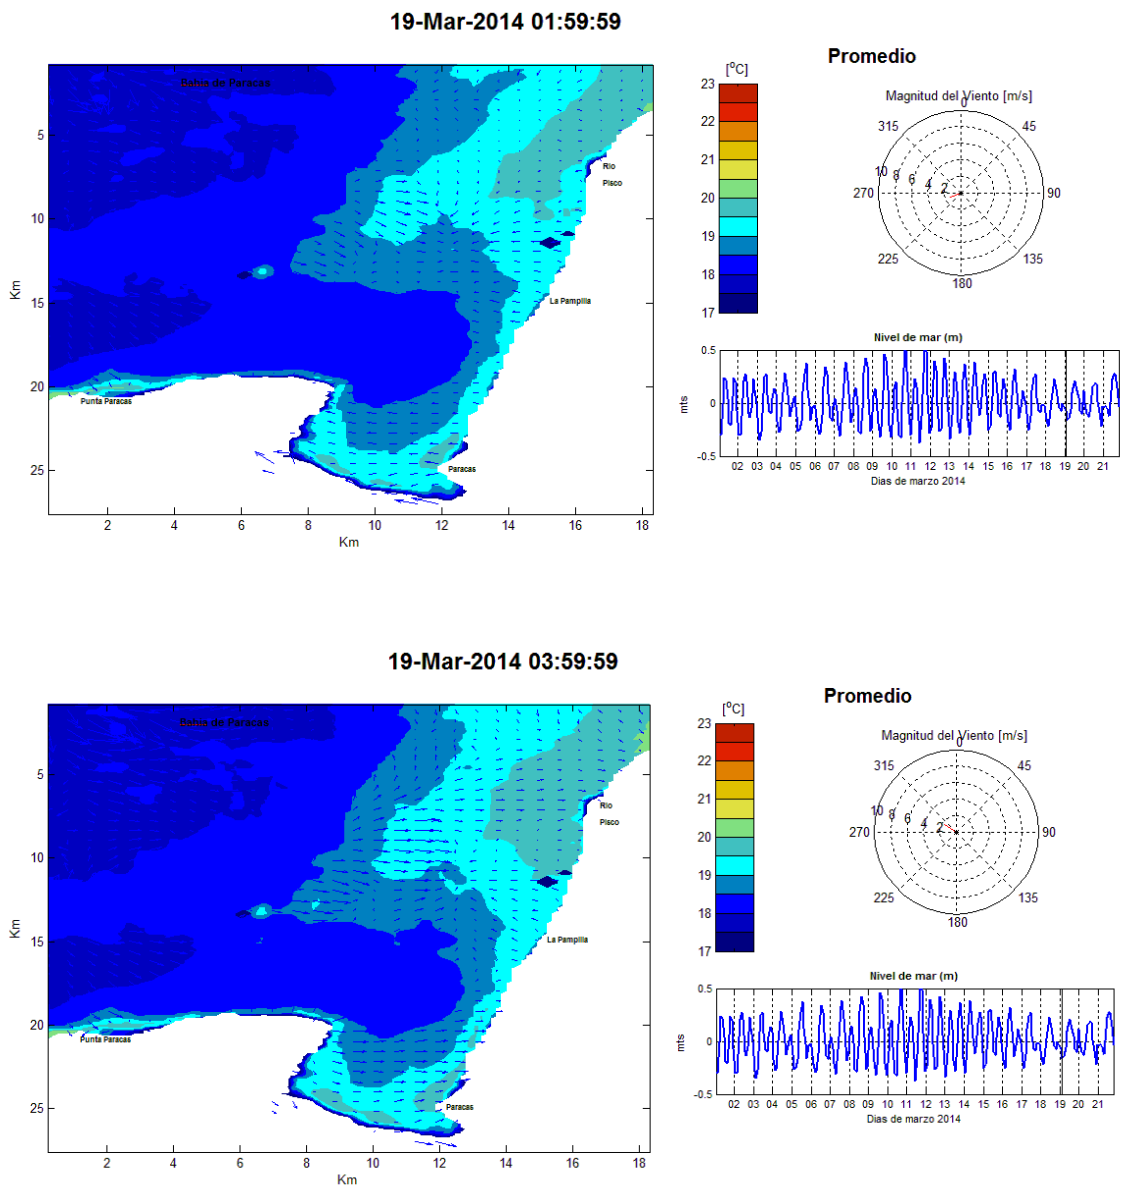 19-Mar-2014 01:59:59
Promedio
[°C]
Bahia de Paracas
23
22
21
20
19
18
17
Magnitud del Viento [m/s]
0
45
90
135
180
225
270
315
10
8
6
4
2
5
10
15
20
25
Km
Rio
Pisco
La Pampilla
Punta Paracas
Paracas
2
4
6
8
10
12
14
16
18
Km
Nivel de mar (m)
0.5
0
-0.5
mts
02 03 04 05 06 07 08 09 10 11 12 13 14 15 16 17 18 19 20 21
Dias de marzo 2014
19-Mar-2014 03:59:59
Promedio
[°C]
Bahia de Paracas
23
22
21
20
19
18
17
Magnitud del Viento [m/s]
0
45
90
135
180
225
270
315
10
8
6
4
2
5
10
15
20
25
Km
Rio
Pisco
La Pampilla
Punta Paracas
Paracas
2
4
6
8
10
12
14
16
18
Km
Nivel de mar (m)
0.5
0
-0.5
mts
02 03 04 05 06 07 08 09 10 11 12 13 14 15 16 17 18 19 20 21
Dias de marzo 2014